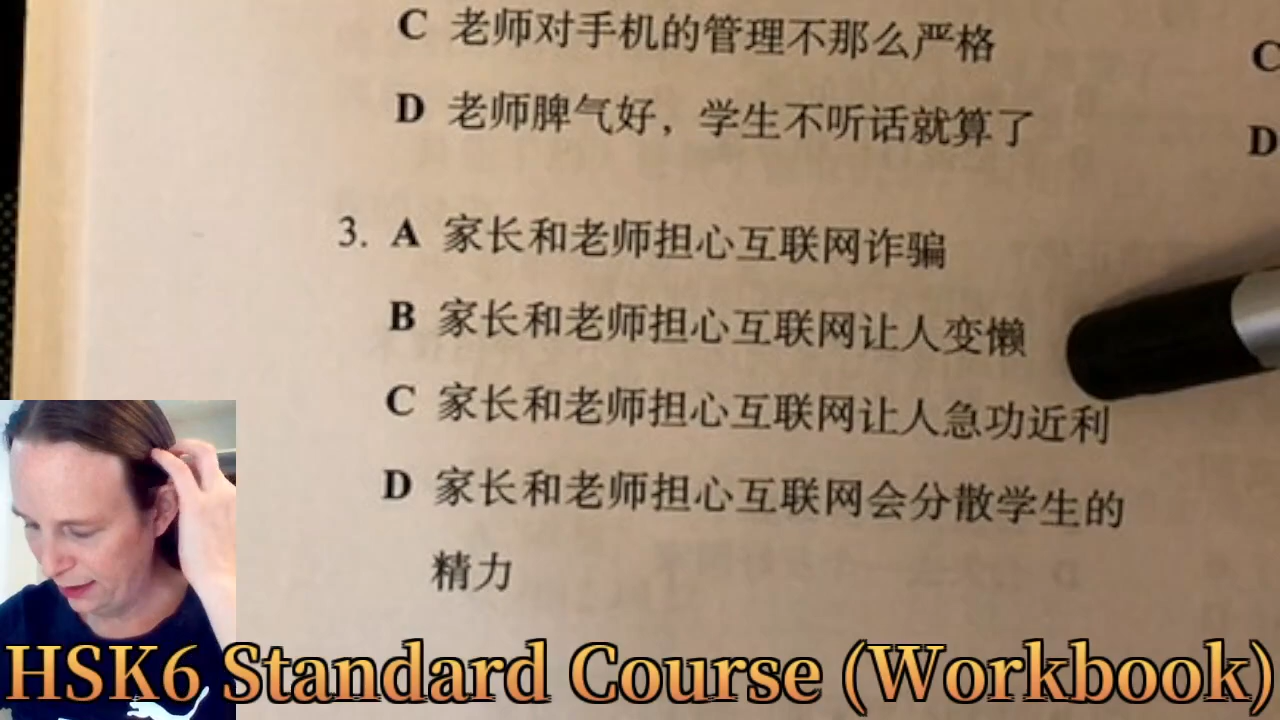 C 老师对手机的管理不那么严格
D 老师脾气好，学生不听话就算了
3. A 家长和老师担心互联网诈骗
B 家长和老师担心互联网让人变懒
C 家长和老师担心互联网让人急功近利
D 家长和老师担心互联网会分散学生的
精力
C
D
HSK6 Standard Course (Workbook)